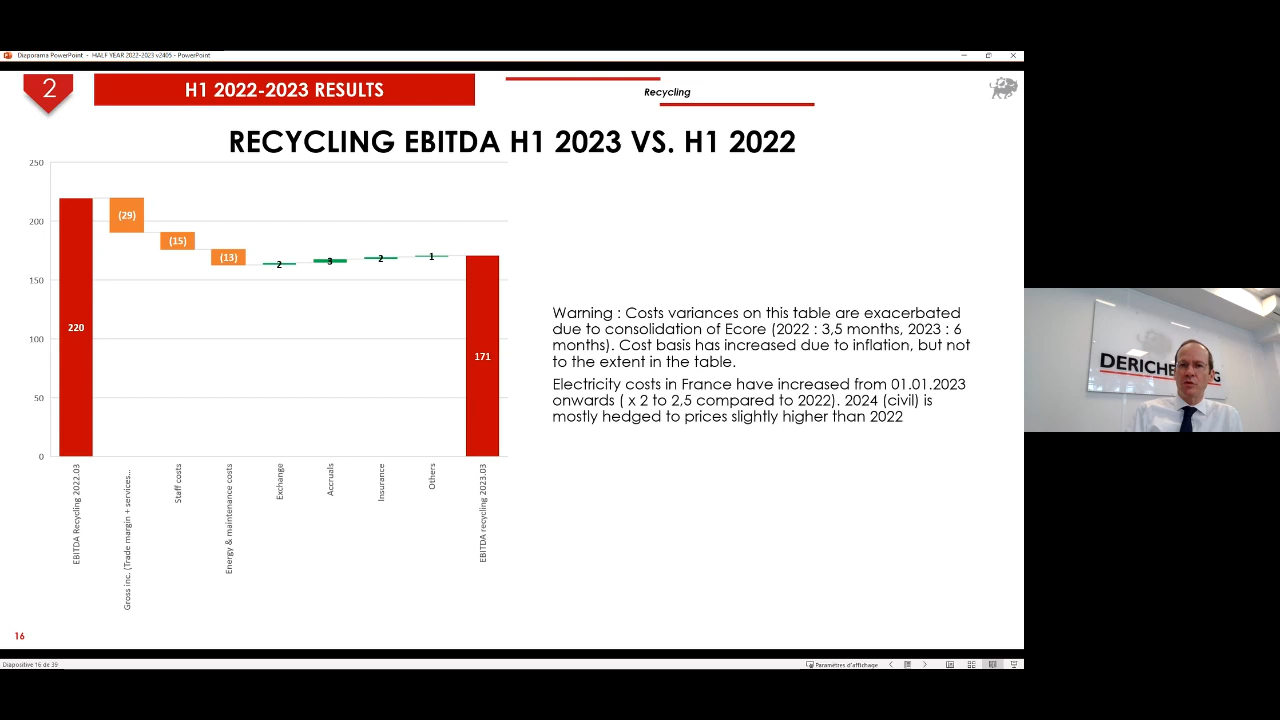 Diaporama PowerPoint - HALF YEAR 2022-2023 v2405 - PowerPoint
2
H1 2022-2023 RESULTS
Recycling
RECYCLING EBITDA H1 2023 VS. H1 2022
250
200
150
100
50
0
220
(29)
(15)
(13)
2
3
2
1
171
EBITDA Recycling 2022.03
Gross inc. (Trade margin + services...
Staff costs
Energy & maintenance costs
Exchange
Accruals
Insurance
Others
EBITDA recycling 2023.03
Warning : Costs variances on this table are exacerbated
due to consolidation of Ecore (2022 : 3,5 months, 2023 : 6
months). Cost basis has increased due to inflation, but not
to the extent in the table.
Electricity costs in France have increased from 01.01.2023
onwards ( x 2 to 2,5 compared to 2022). 2024 (civil) is
mostly hedged to prices slightly higher than 2022
16
Diapositive 16 de 39
Paramètres d'affichage
DERICHE
G